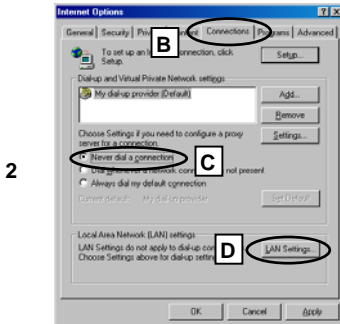 Internet Options
General Security Connections Programs Advanced
B
To set up an connection, click
Setup.
Setup...
Dial-up and Virtual Private Network settings
My dial-up provider (Default)
Add...
Remove
Choose Settings if you need to configure a proxy
server for a connection.
Settings...
Never dial a connection
C
2
Dial whenever a network not present
Always dial my default connection
Current default: My dial-up provider
Set Default
Local Area Network (LAN) settings
LAN Settings do not apply to dial-up
Choose Settings above for dial-up
D
LAN Settings...
OK Cancel Apply